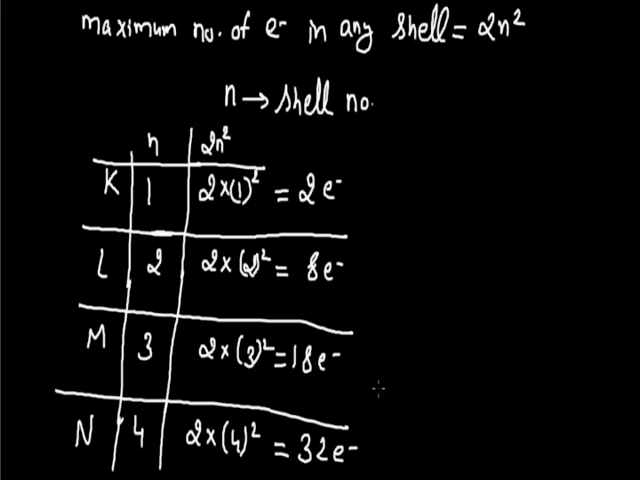 maximum no. of e⁻ in any shell = 2n²
n → shell no.
n 2n²
K 1 2×(1)² = 2e⁻
L 2 2×(2)² = 8e⁻
M 3 2×(3)² = 18e⁻
N 4 2×(4)² = 32e⁻